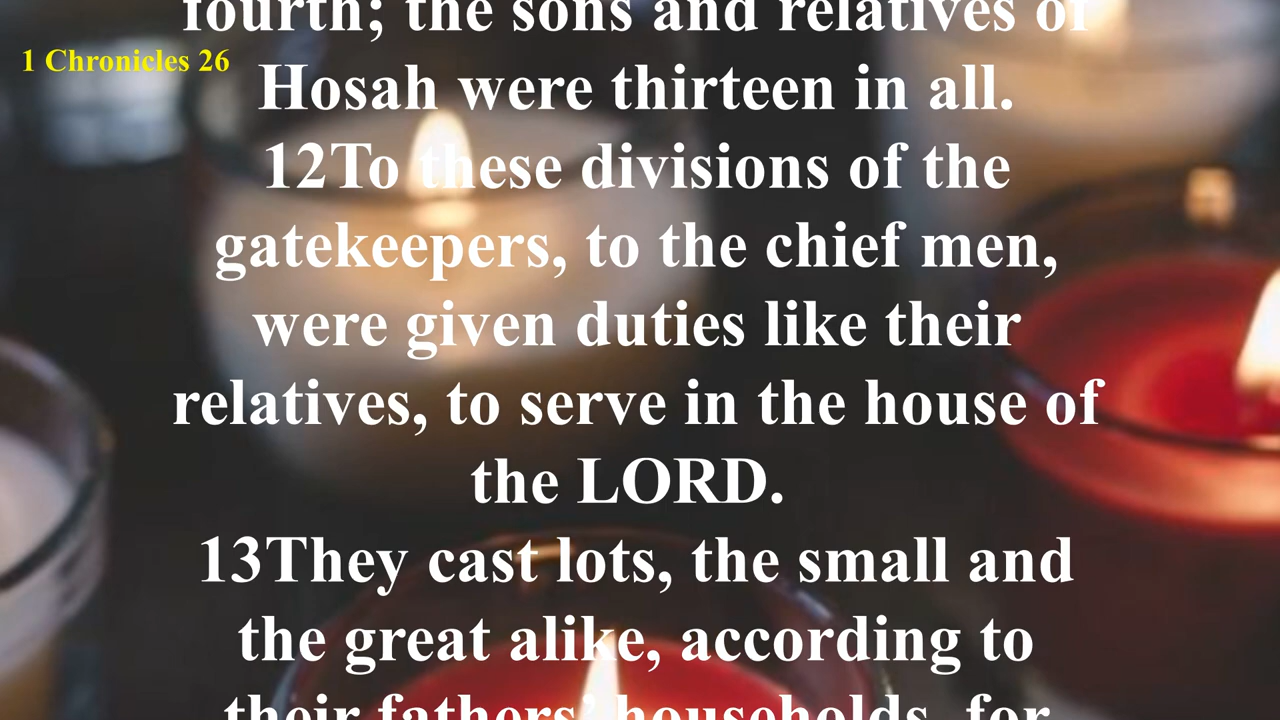 fourth; the sons and relatives of
1 Chronicles 26
Hosah were thirteen in all.
12To these divisions of the
gatekeepers, to the chief men,
were given duties like their
relatives, to serve in the house of
the LORD.
13They cast lots, the small and
the great alike, according to
their fathers’ households, for